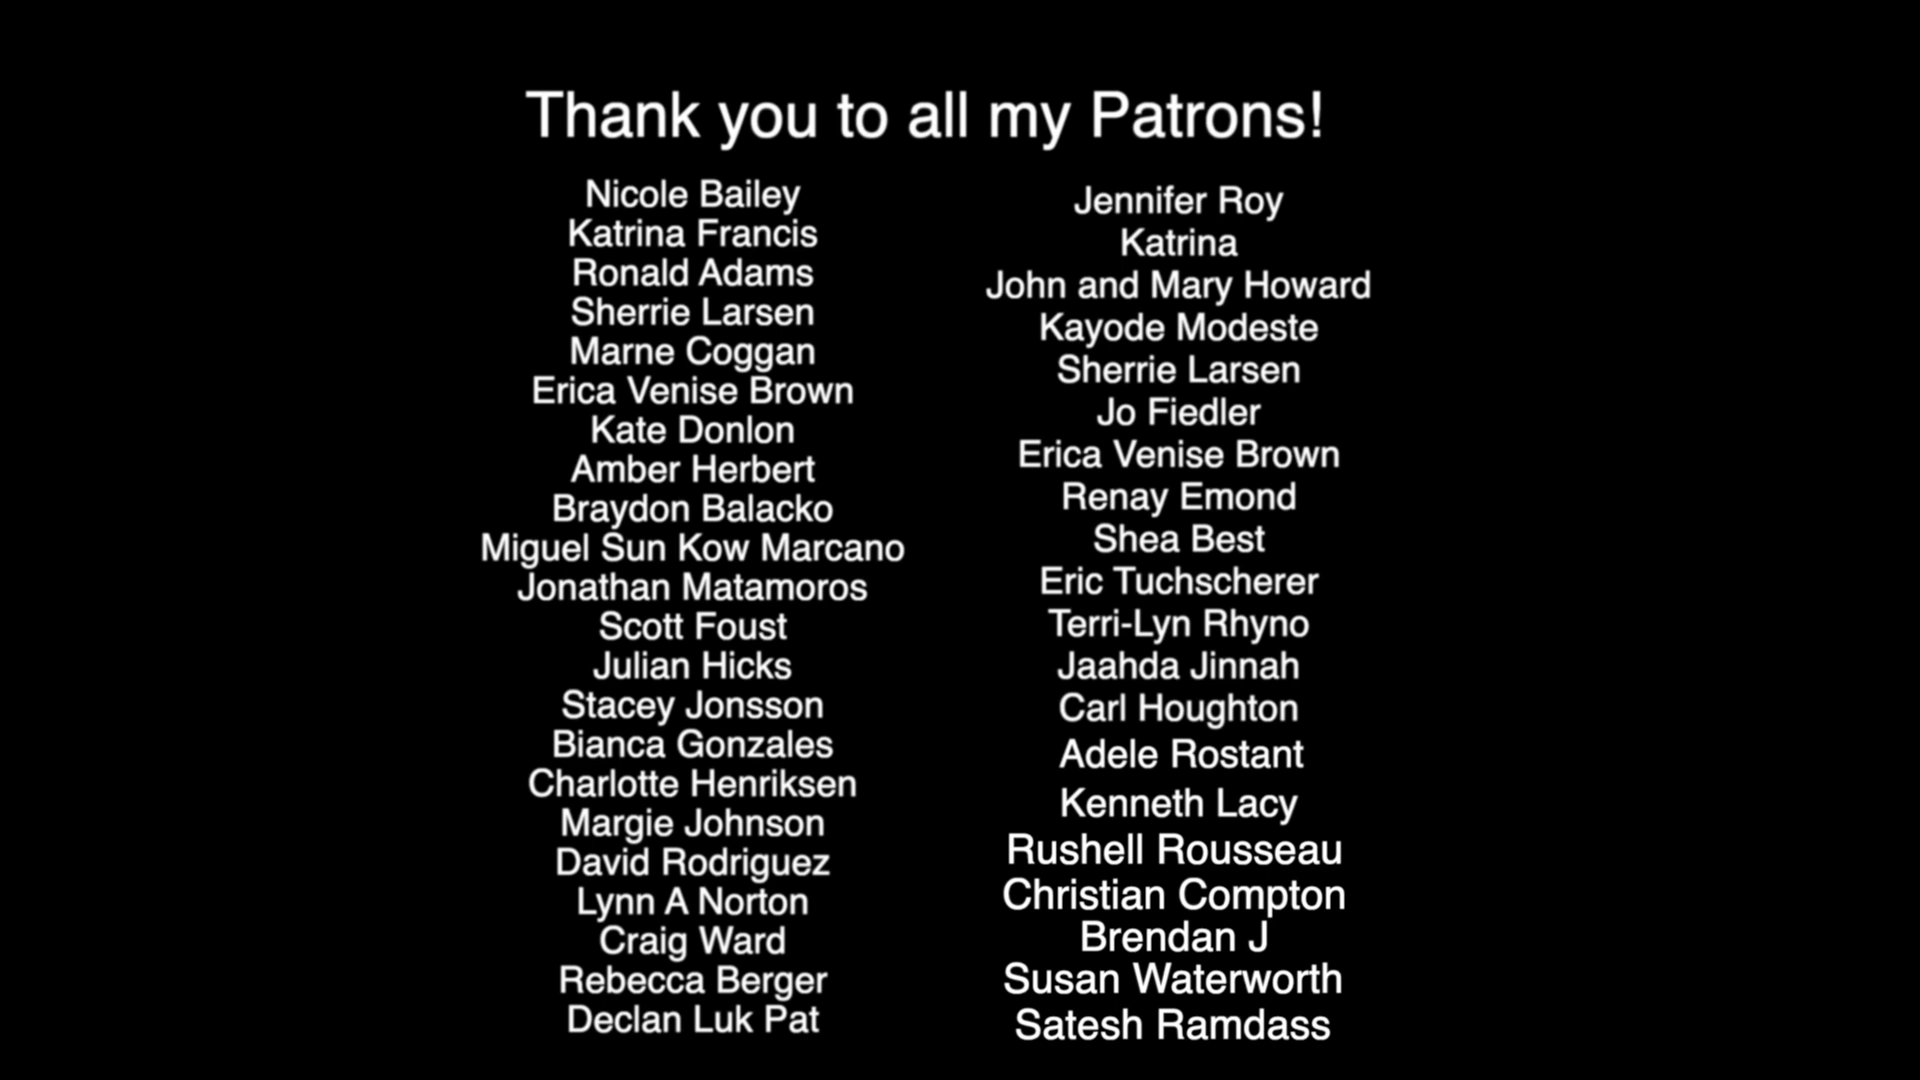 Thank you to all my Patrons!
Nicole Bailey
Katrina Francis
Ronald Adams
Sherrie Larsen
Marne Coggan
Erica Venise Brown
Kate Donlon
Amber Herbert
Braydon Balacko
Miguel Sun Kow Marcano
Jonathan Matamoros
Scott Foust
Julian Hicks
Stacey Jonsson
Bianca Gonzales
Charlotte Henriksen
Margie Johnson
David Rodriguez
Lynn A Norton
Craig Ward
Rebecca Berger
Declan Luk Pat
Jennifer Roy
Katrina
John and Mary Howard
Kayode Modeste
Sherrie Larsen
Jo Fiedler
Erica Venise Brown
Renay Emond
Shea Best
Eric Tuchscherer
Terri-Lyn Rhyno
Jaahda Jinnah
Carl Houghton
Adele Rostant
Kenneth Lacy
Rushell Rousseau
Christian Compton
Brendan J
Susan Waterworth
Satesh Ramdass